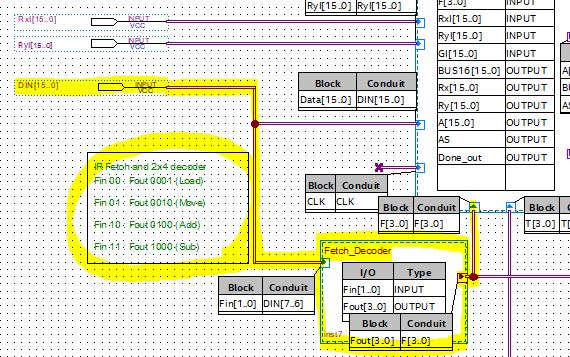 RyI[15..0] RyI[15..0]
F[3..0] INPUT
RxI[15..0] INPUT
RyI[15..0] INPUT
GI[15..0] INPUT
BUS16[15..0] OUTPUT
Rx[15..0] OUTPUT
Ry[15..0] OUTPUT
A[15..0] OUTPUT
AS OUTPUT
Done_out OUTPUT
RxI[15..0] INPUT
VCC
RyI[15..0] INPUT
VCC
DIN[15..0] INPUT
VCC
Block Conduit
Data[15..0] DIN[15..0]
IR Fetch and 2x4 decoder
Fin 00 : Fout 0001 (Load)
Fin 01 : Fout 0010 (Move)
Fin 10 : Fout 0100 (Add)
Fin 11 : Fout 1000 (Sub)
Block Conduit
CLK CLK
Block Conduit
F[3..0] F[3..0]
Block
T[3..0]
Fetch_Decoder
I/O Type
Fin[1..0] INPUT
Fout[3..0] OUTPUT
Block Conduit
Fin[1..0] DIN[7..6]
inst7
Block Conduit
Fout[3..0] F[3..0]